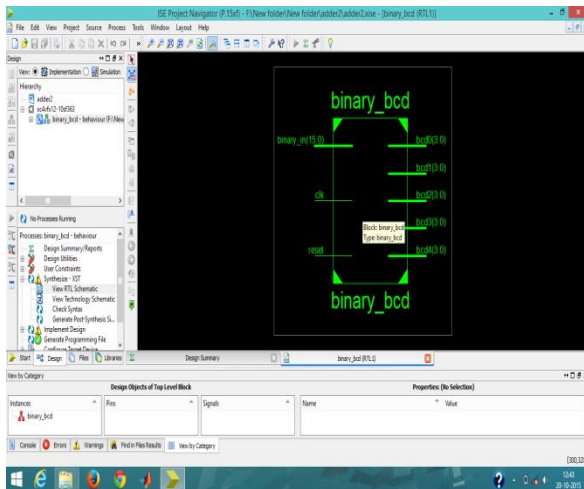 ISE Project Navigator (P.15xf) - F:\New folder\New folder\adder2\adder2.xise - [binary_bcd (RTL1)]
File Edit View Project Source Process Tools Window Layout Help
Design
View: Implementation Simulation
Hierarchy
adder2
binary_bcd - behaviour (F:\New
No Processes Running
Processes: binary_bcd - behaviour
Design Summary/Reports
Design Utilities
User Constraints
Synthesize - XST
View RTL Schematic
View Technology Schematic
Check Syntax
Generate Post-Synthesis Si...
Implement Design
Generate Programming File
Configure Target Device
Start Design Files Libraries
binary_bcd
binary_in(15:0)
bcd0(3:0)
bcd1(3:0)
clk
bcd2(3:0)
bcd3(3:0)
Block: binary_bcd
Type: binary_bcd
reset
bcd4(3:0)
binary_bcd
Design Summary
binary_bcd (RTL1)
View by Category
Design Objects of Top Level Block
Properties: (No Selection)
Instances Pins Signals Name Value
binary_bcd
Console Errors Warnings Find in Files Results View by Category
12:43
20-10-2015